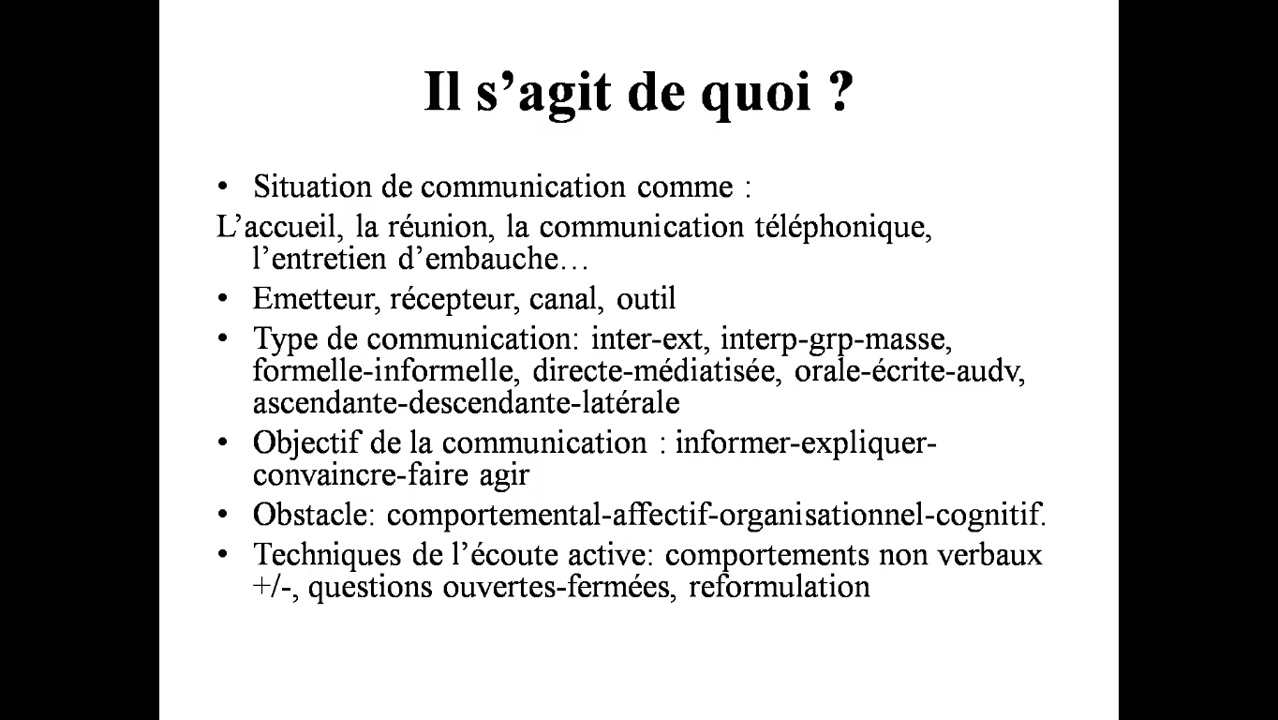 Il s’agit de quoi ?
• Situation de communication comme :
L’accueil, la réunion, la communication téléphonique,
l’entretien d’embauche…
• Emetteur, récepteur, canal, outil
• Type de communication: inter-ext, interp-grp-masse,
formelle-informelle, directe-médiatisée, orale-écrite-audv,
ascendante-descendante-latérale
• Objectif de la communication : informer-expliquer-
convaincre-faire agir
• Obstacle: comportemental-affectif-organisationnel-cognitif.
• Techniques de l’écoute active: comportements non verbaux
+/-, questions ouvertes-fermées, reformulation